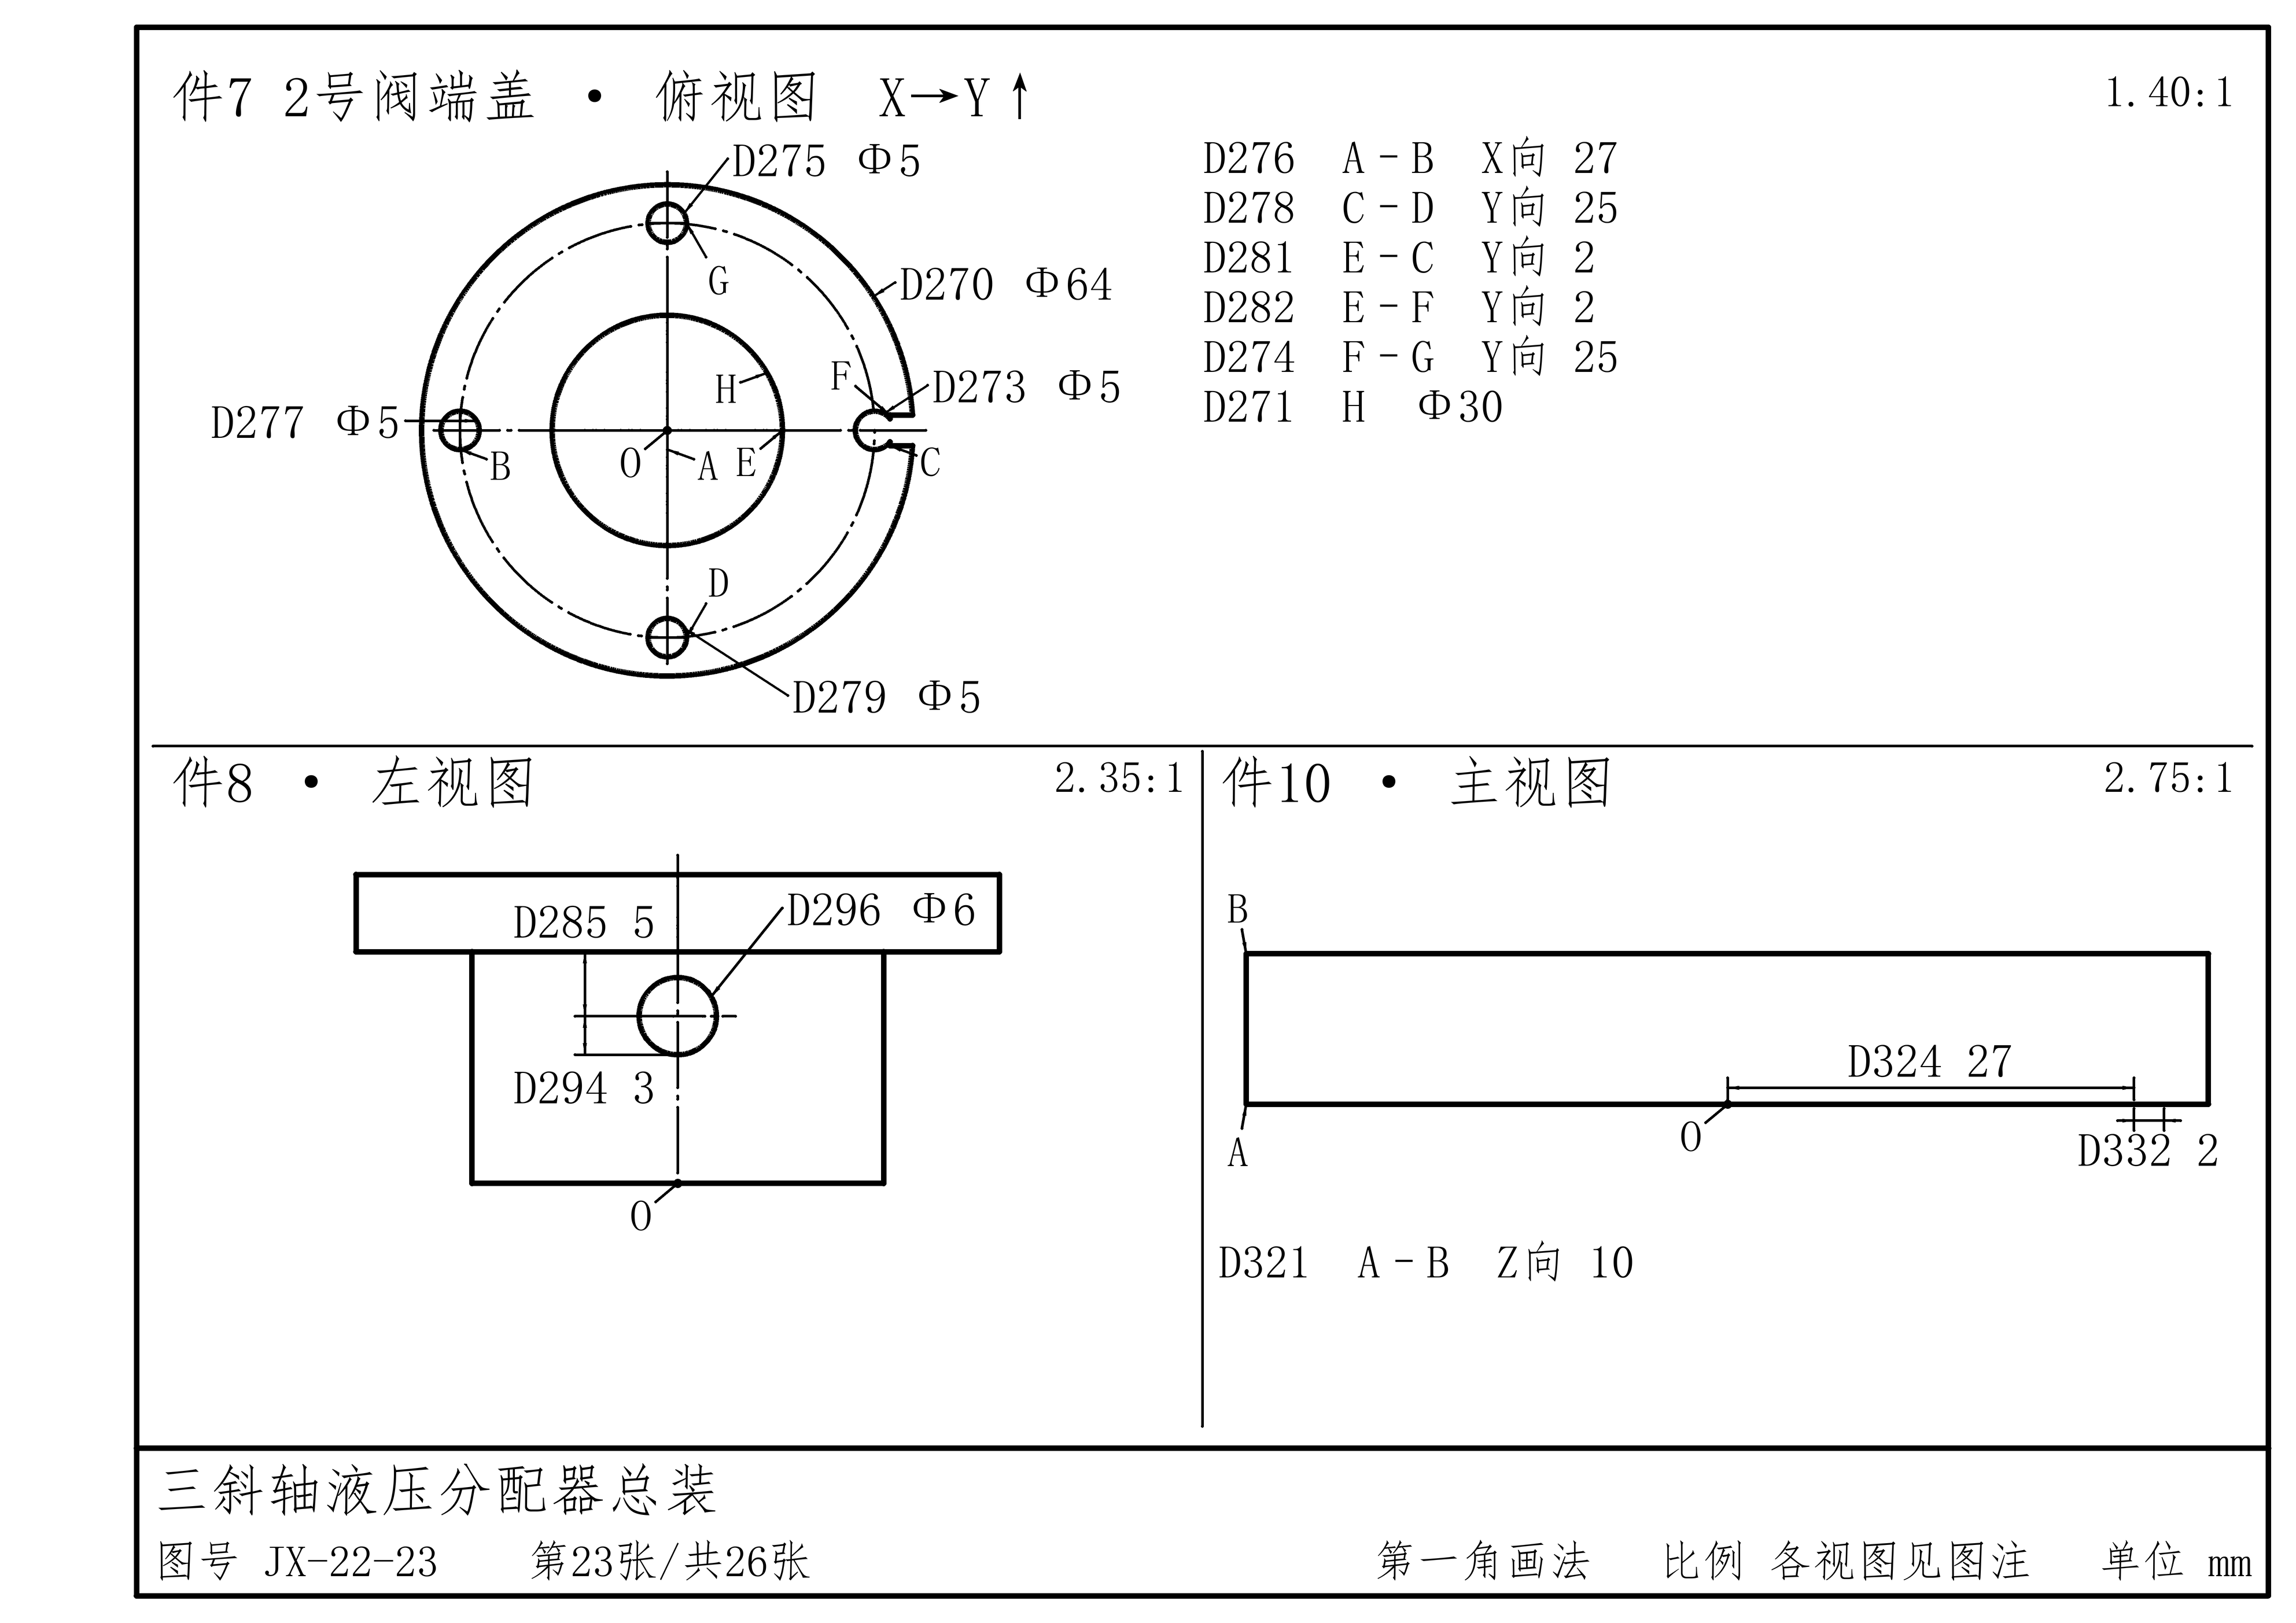 件7 2号阀端盖 · 俯视图 X→Y↑
1.40:1
D275 Φ5
G
D270 Φ64
H
F
D273 Φ5
D277 Φ5
B
O
A
E
C
D
D279 Φ5
D276 A-B X向 27
D278 C-D Y向 25
D281 E-C Y向 2
D282 E-F Y向 2
D274 F-G Y向 25
D271 H Φ30
件8 · 左视图
2.35:1
D285 5
D296 Φ6
D294 3
O
件10 · 主视图
2.75:1
B
D324 27
O
A
D332 2
D321 A-B Z向 10
三斜轴液压分配器总装
图号 JX-22-23 第23张/共26张 第一角画法 比例 各视图见图注 单位 mm